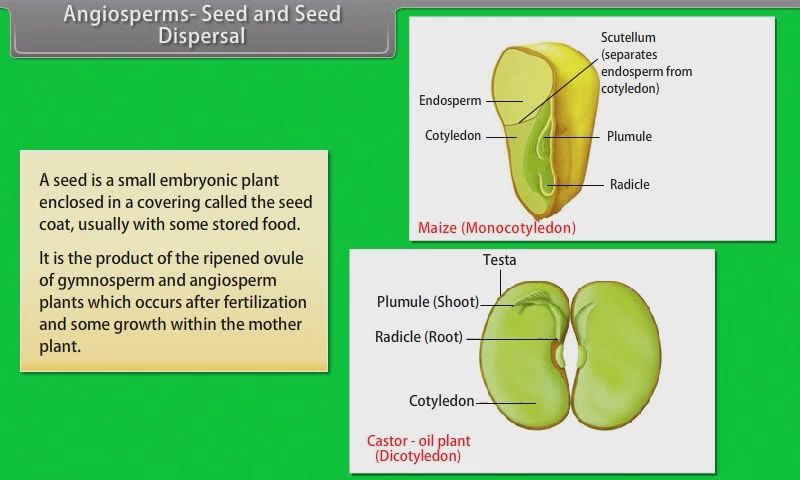 Angiosperms- Seed and Seed
Dispersal
A seed is a small embryonic plant
enclosed in a covering called the seed
coat, usually with some stored food.
It is the product of the ripened ovule
of gymnosperm and angiosperm
plants which occurs after fertilization
and some growth within the mother
plant.
Scutellum
(separates
endosperm from
cotyledon)
Endosperm
Cotyledon
Plumule
Radicle
Maize (Monocotyledon)
Testa
Plumule (Shoot)
Radicle (Root)
Cotyledon
Castor - oil plant
(Dicotyledon)